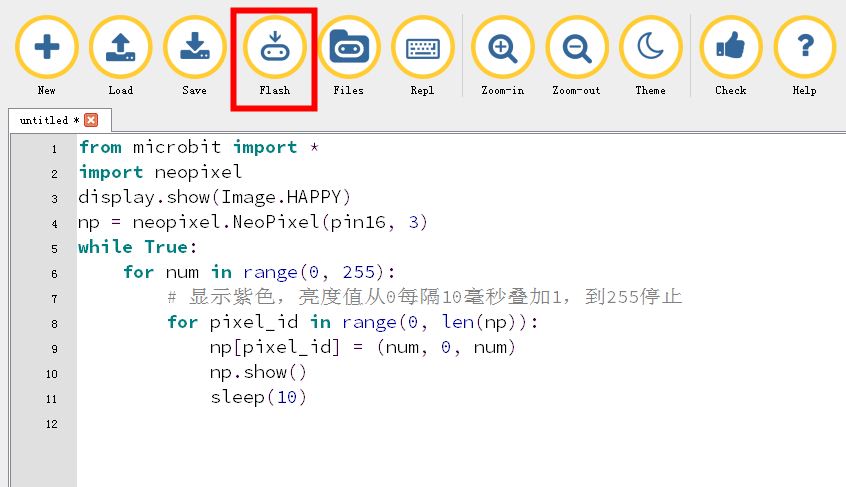 New Load Save Flash Files Repl Zoom-in Zoom-out Theme Check Help
untitled *
1 from microbit import *
2 import neopixel
3 display.show(Image.HAPPY)
4 np = neopixel.NeoPixel(pin16, 3)
5 while True:
6     for num in range(0, 255):
7         # 显示紫色，亮度值从0每隔10毫秒叠加1，到255停止
8         for pixel_id in range(0, len(np)):
9             np[pixel_id] = (num, 0, num)
10             np.show()
11             sleep(10)
12